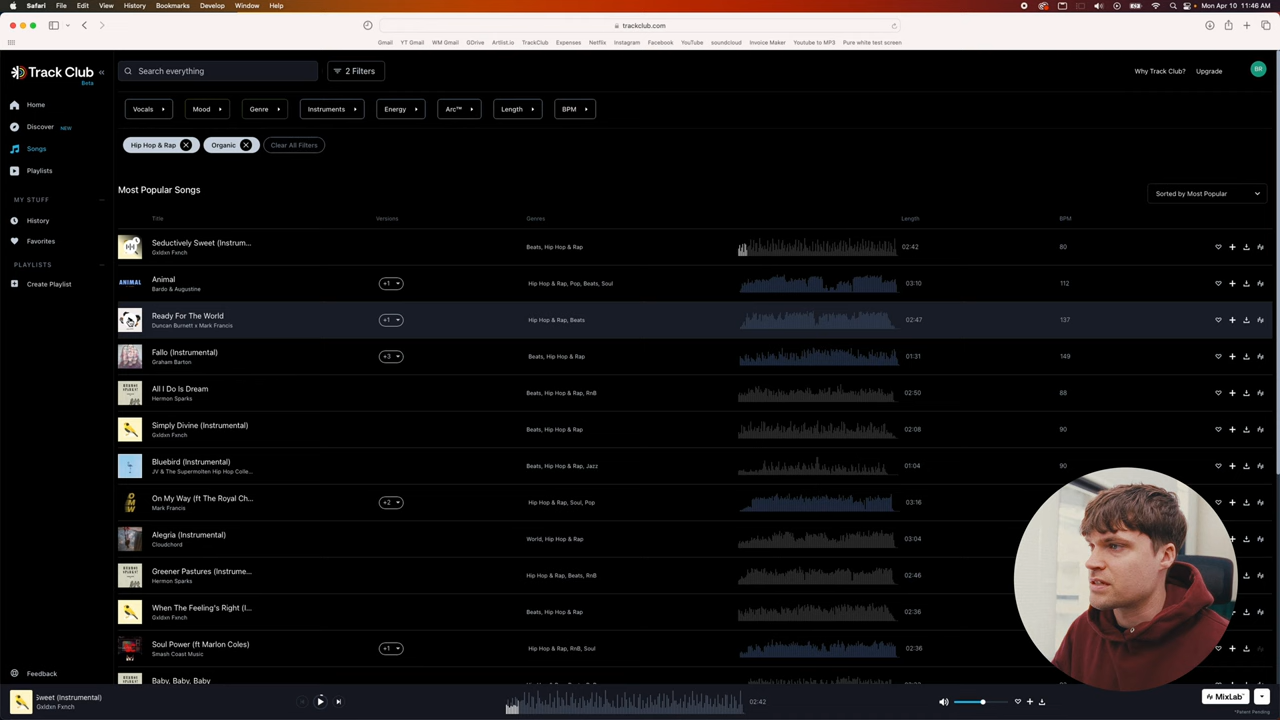 Safari File Edit View History Bookmarks Develop Window Help Mon Apr 10 11:46 AM
trackclub.com
Gmail YT Gmail WM Gmail GDrive Artlist.io TrackClub Expenses Netflix Instagram Facebook YouTube soundcloud Invoice Maker Youtube to MP3 Pure white test screen
Track Club
Beta
Search everything
2 Filters
Why Track Club?
Upgrade
BR
Home
Discover NEW
Songs
Playlists
MY STUFF
History
Favorites
PLAYLISTS
Create Playlist
Feedback
Vocals Mood Genre Instruments Energy Arc™ Length BPM
Hip Hop & Rap Organic Clear All Filters
Most Popular Songs
Sorted by Most Popular
Title Versions Genres Length BPM
Seductively Sweet (Instrum...
Gxldxn Fxnch
Beats, Hip Hop & Rap 02:42 80
ANIMAL
Animal
Bardo & Augustine
+1 Hip Hop & Rap, Pop, Beats, Soul 03:10 112
Ready For The World
Duncan Burnett x Mark Francis
+1 Hip Hop & Rap, Beats 02:47 137
Fallo (Instrumental)
Graham Barton
+3 Beats, Hip Hop & Rap 01:31 149
All I Do Is Dream
Hermon Sparks
Beats, Hip Hop & Rap, RnB 02:50 88
Simply Divine (Instrumental)
Gxldxn Fxnch
Beats, Hip Hop & Rap 02:08 90
Bluebird (Instrumental)
JV & The Supermolten Hip Hop Colle...
Beats, Hip Hop & Rap, Jazz 01:04 90
OMW
On My Way (ft The Royal Ch...
Mark Francis
+2 Hip Hop & Rap, Soul, Pop 03:16
Alegria (Instrumental)
Cloudchord
World, Hip Hop & Rap 03:04
Greener Pastures (Instrume...
Hermon Sparks
Hip Hop & Rap, Beats, RnB 02:46
When The Feeling's Right (I...
Gxldxn Fxnch
Beats, Hip Hop & Rap 02:36
Soul Power (ft Marlon Coles)
Smash Coast Music
+1 Hip Hop & Rap, RnB, Soul 02:36
Baby, Baby, Baby
Sweet (Instrumental)
Gxldxn Fxnch
02:42
MixLab
*Patent Pending